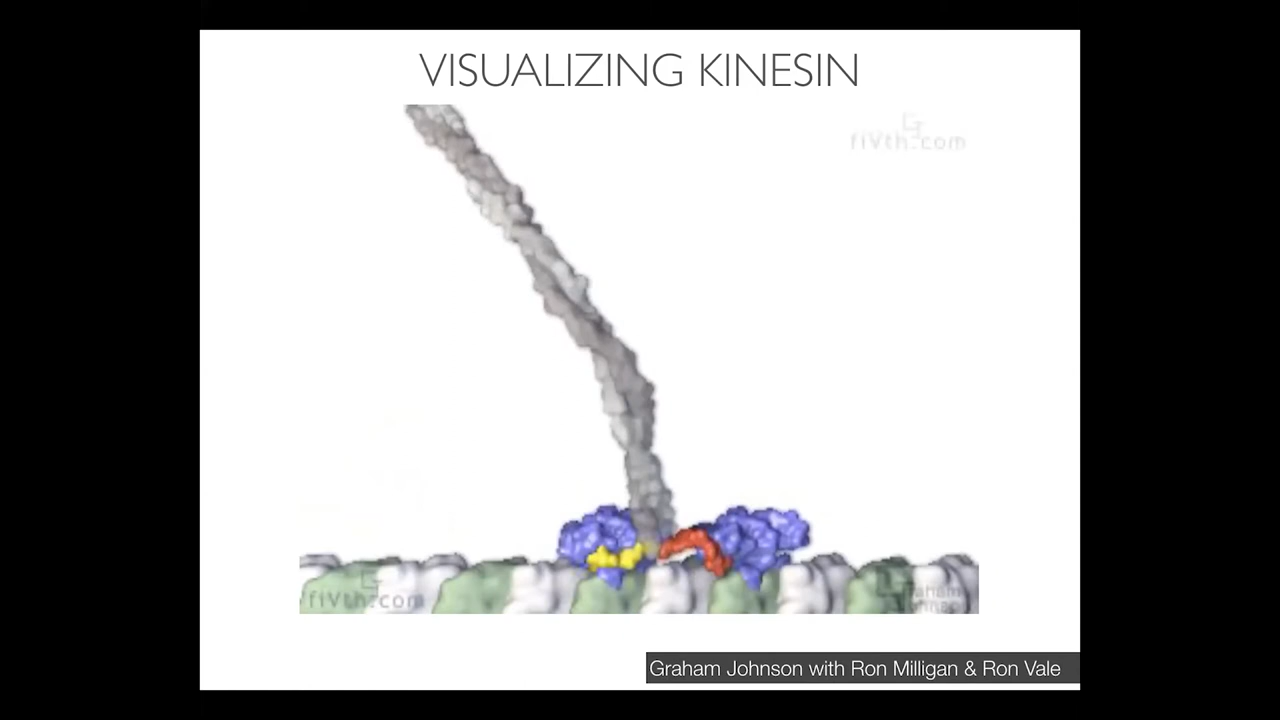 VISUALIZING KINESIN
fiVth.com
fiVth.com
Graham Johnson with Ron Milligan & Ron Vale